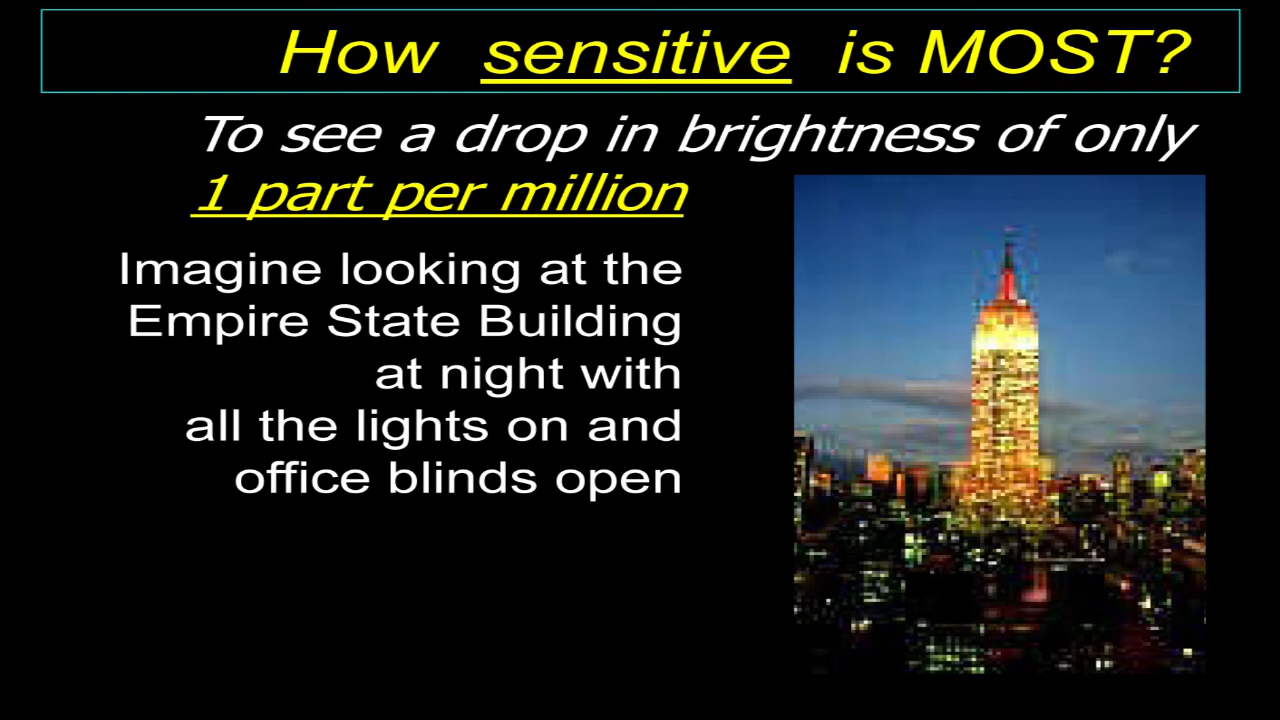 How sensitive is MOST?
To see a drop in brightness of only
1 part per million
Imagine looking at the
Empire State Building
at night with
all the lights on and
office blinds open